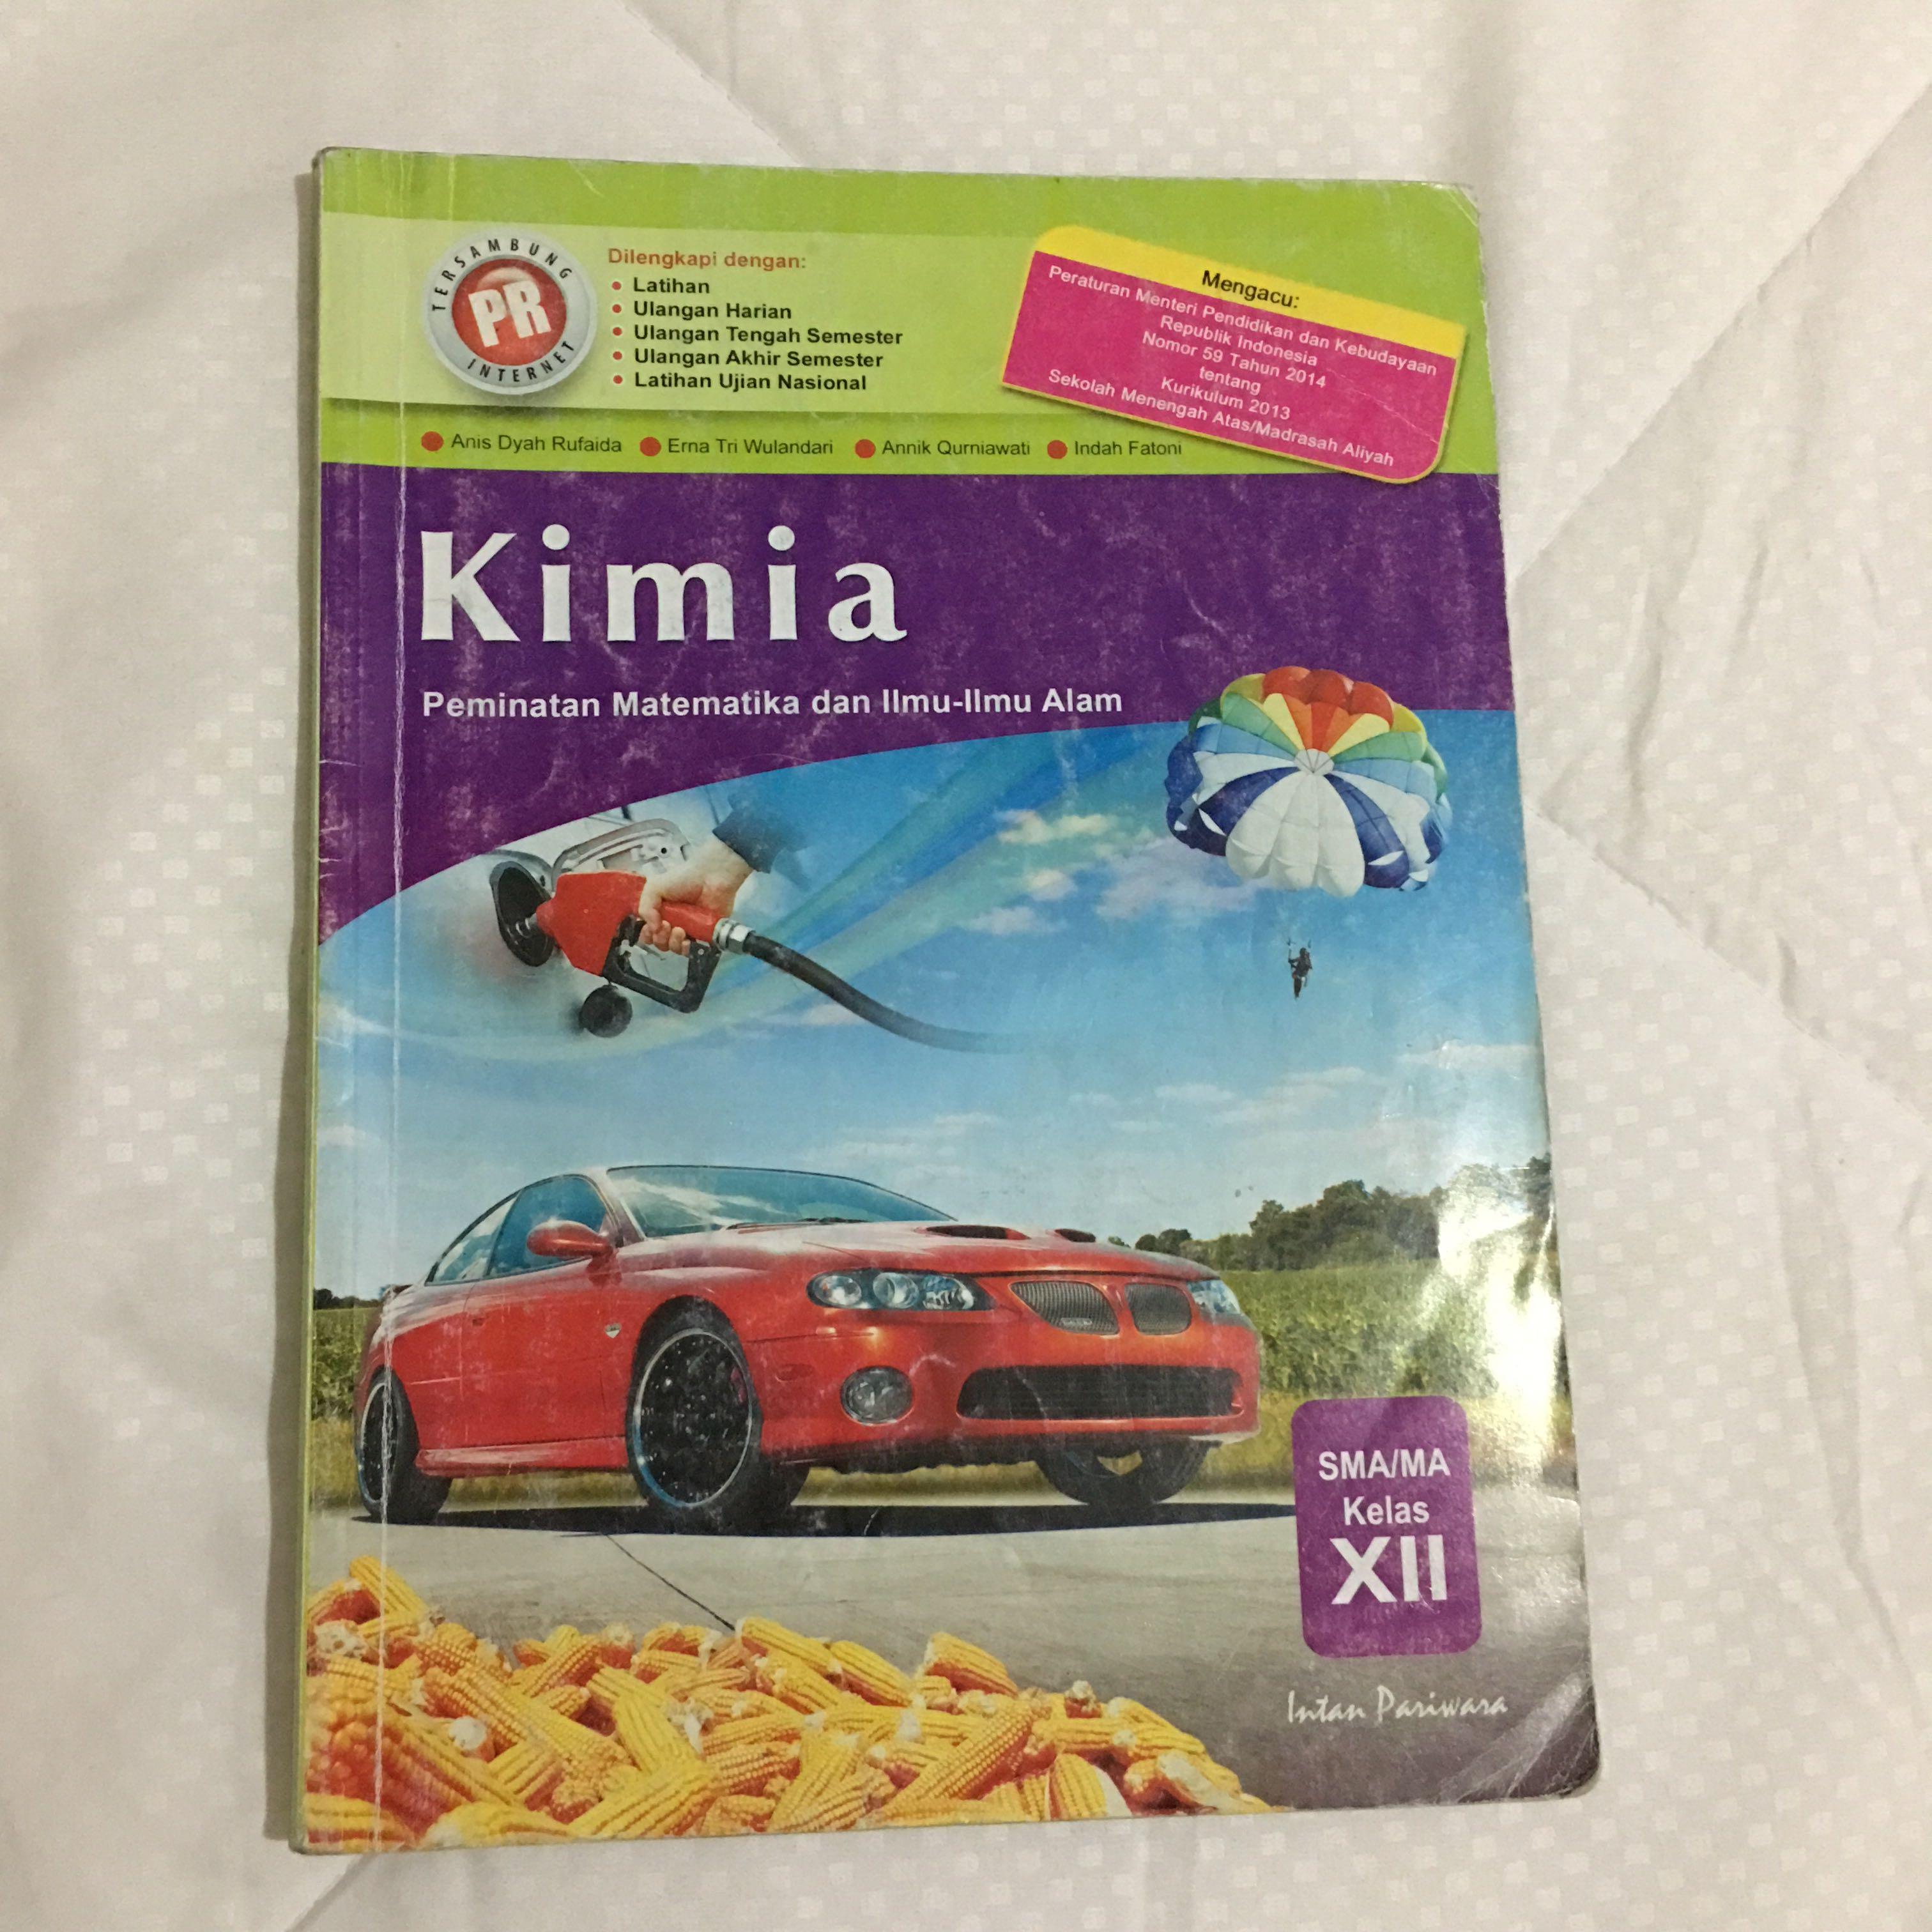 TERSAMBUNG
PR
INTERNET
Dilengkapi dengan:
• Latihan
• Ulangan Harian
• Ulangan Tengah Semester
• Ulangan Akhir Semester
• Latihan Ujian Nasional
Mengacu:
Peraturan Menteri Pendidikan dan Kebudayaan
Republik Indonesia
Nomor 59 Tahun 2014
tentang
Kurikulum 2013
Sekolah Menengah Atas/Madrasah Aliyah
• Anis Dyah Rufaida • Erna Tri Wulandari • Annik Qurniawati • Indah Fatoni
Kimia
Peminatan Matematika dan Ilmu-Ilmu Alam
SMA/MA
Kelas
XII
Intan Pariwara